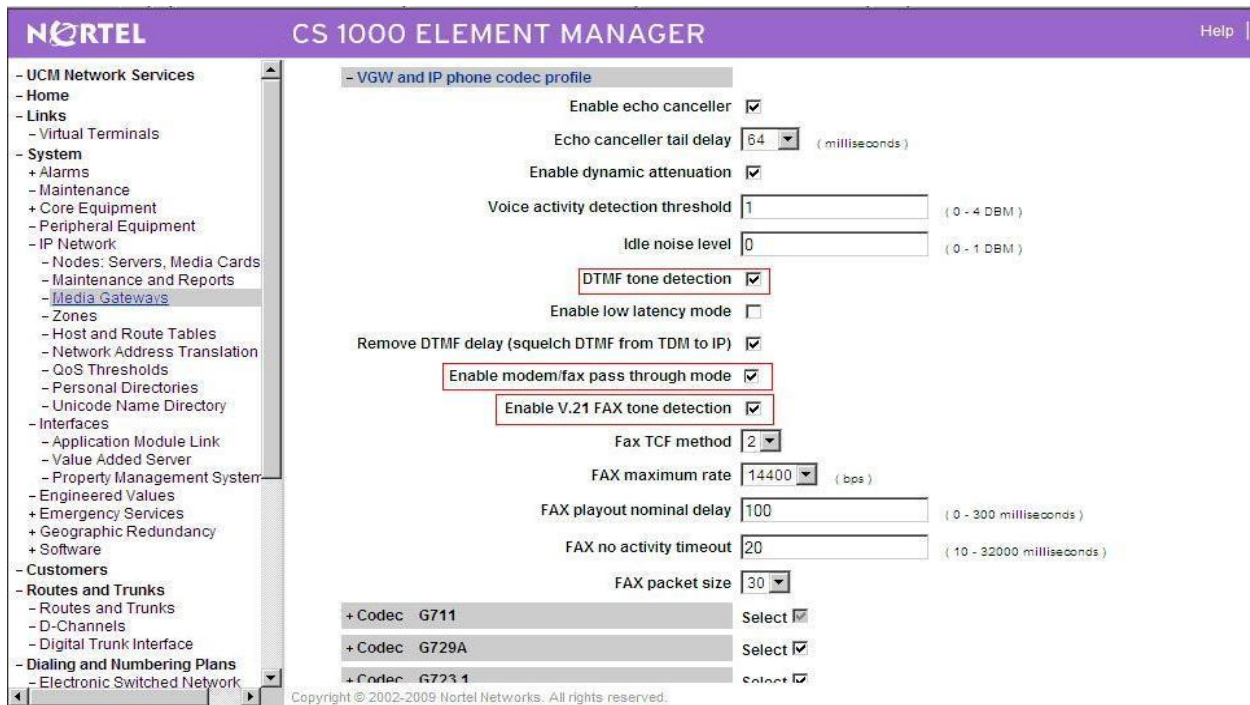 NORTEL
CS 1000 ELEMENT MANAGER
Help |
- UCM Network Services
- Home
- Links
- Virtual Terminals
- System
+ Alarms
- Maintenance
+ Core Equipment
- Peripheral Equipment
- IP Network
- Nodes: Servers, Media Cards
- Maintenance and Reports
- Media Gateways
- Zones
- Host and Route Tables
- Network Address Translation
- QoS Thresholds
- Personal Directories
- Unicode Name Directory
- Interfaces
- Application Module Link
- Value Added Server
- Property Management System
- Engineered Values
+ Emergency Services
+ Geographic Redundancy
+ Software
- Customers
- Routes and Trunks
- Routes and Trunks
- D-Channels
- Digital Trunk Interface
- Dialing and Numbering Plans
- Electronic Switched Network
- VGW and IP phone codec profile
Enable echo canceller
Echo canceller tail delay 64 ( milliseconds )
Enable dynamic attenuation
Voice activity detection threshold 1 ( 0 - 4 DBM )
Idle noise level 0 ( 0 - 1 DBM )
DTMF tone detection
Enable low latency mode
Remove DTMF delay (squelch DTMF from TDM to IP)
Enable modem/fax pass through mode
Enable V.21 FAX tone detection
Fax TCF method 2
FAX maximum rate 14400 ( bps )
FAX playout nominal delay 100 ( 0 - 300 milliseconds )
FAX no activity timeout 20 ( 10 - 32000 milliseconds )
FAX packet size 30
+ Codec G711 Select
+ Codec G729A Select
+ Codec G723.1 Select
Copyright © 2002-2009 Nortel Networks. All rights reserved.